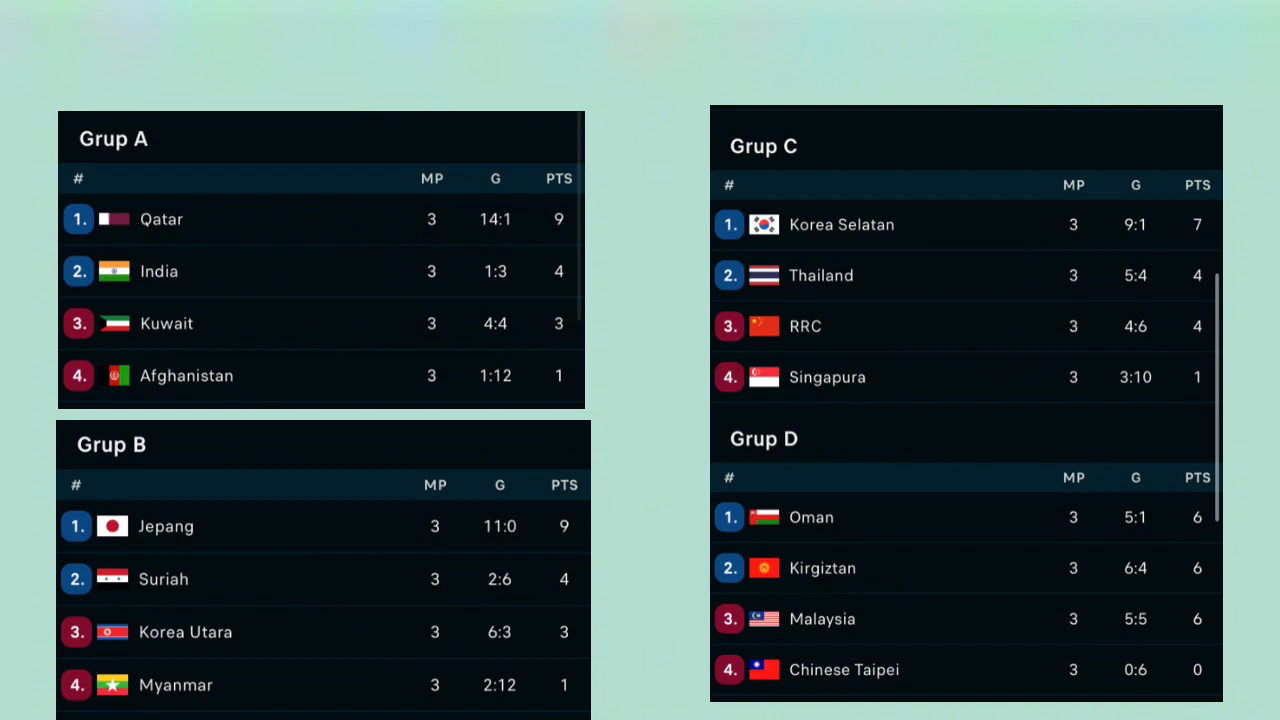 Grup A
# MP G PTS
1. Qatar 3 14:1 9
2. India 3 1:3 4
3. Kuwait 3 4:4 3
4. Afghanistan 3 1:12 1
Grup B
# MP G PTS
1. Jepang 3 11:0 9
2. Suriah 3 2:6 4
3. Korea Utara 3 6:3 3
4. Myanmar 3 2:12 1
Grup C
# MP G PTS
1. Korea Selatan 3 9:1 7
2. Thailand 3 5:4 4
3. RRC 3 4:6 4
4. Singapura 3 3:10 1
Grup D
# MP G PTS
1. Oman 3 5:1 6
2. Kirgiztan 3 6:4 6
3. Malaysia 3 5:5 6
4. Chinese Taipei 3 0:6 0